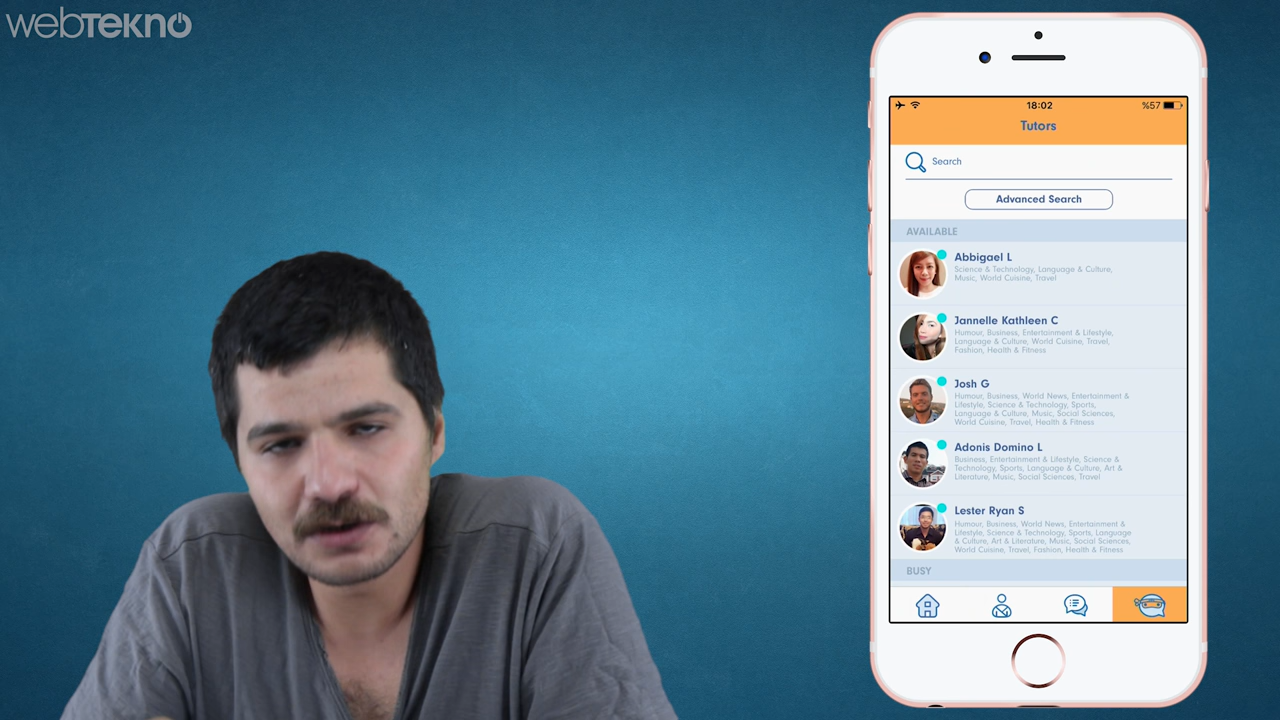 webTEKNO
18:02
%57
Tutors
Search
Advanced Search
AVAILABLE
Abbigael L
Science & Technology, Language & Culture,
Music, World Cuisine, Travel
Jannelle Kathleen C
Humour, Business, Entertainment & Lifestyle,
Language & Culture, World Cuisine, Travel,
Fashion, Health & Fitness
Josh G
Humour, Business, World News, Entertainment &
Lifestyle, Science & Technology, Sports,
Language & Culture, Music, Social Sciences,
World Cuisine, Travel, Health & Fitness
Adonis Domino L
Business, Entertainment & Lifestyle, Science &
Technology, Sports, Language & Culture, Art &
Literature, Music, Social Sciences, Travel
Lester Ryan S
Humour, Business, World News, Entertainment &
Lifestyle, Science & Technology, Sports, Language
& Culture, Art & Literature, Music, Social Sciences,
World Cuisine, Travel, Fashion, Health & Fitness
BUSY